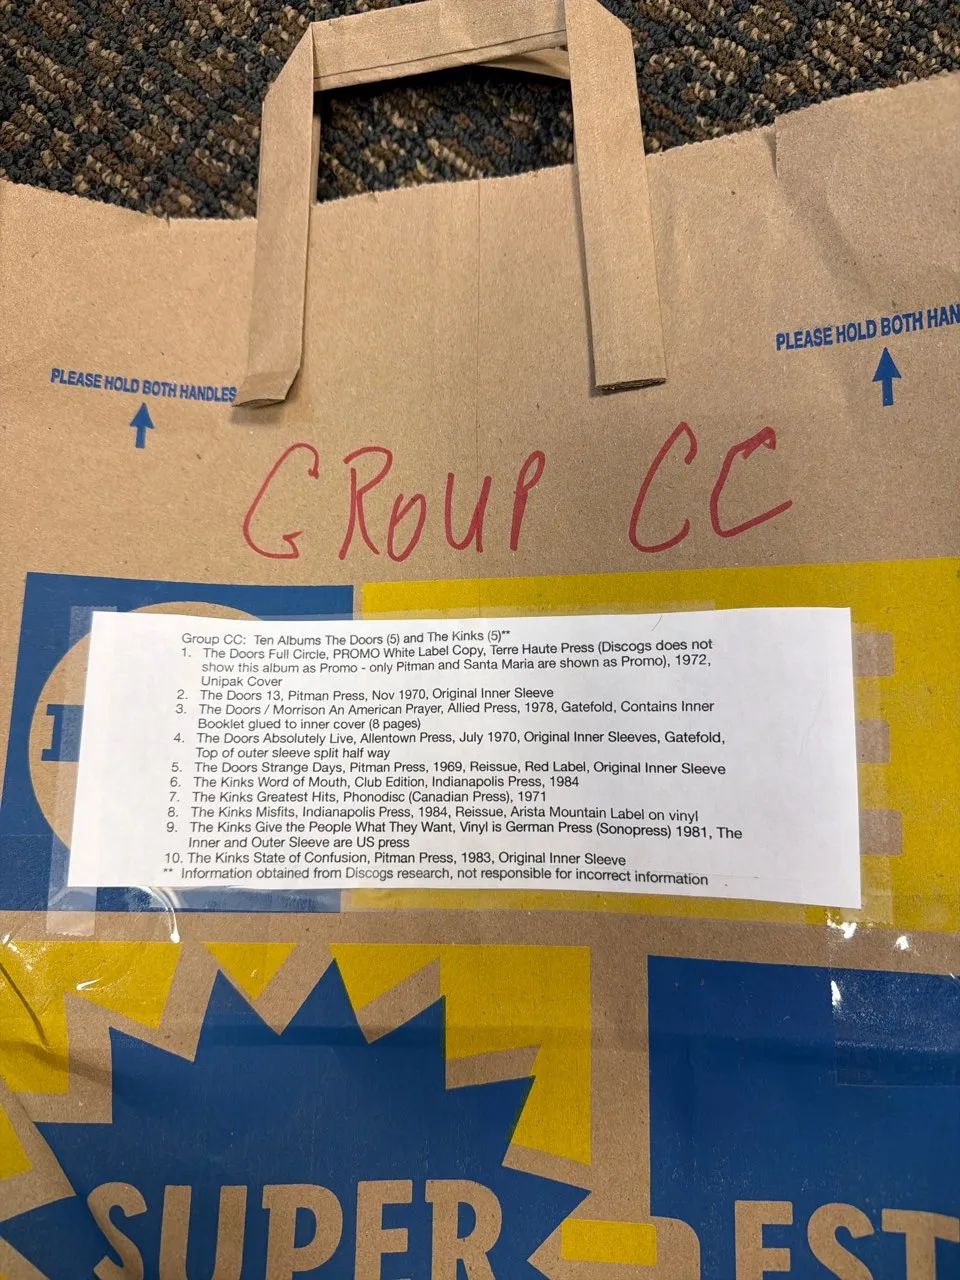 PLEASE HOLD BOTH HAN
PLEASE HOLD BOTH HANDLES
GROUP CC
Group CC: Ten Albums The Doors (5) and The Kinks (5)**
1. The Doors Full Circle, PROMO White Label Copy, Terre Haute Press (Discogs does not
show this album as Promo - only Pitman and Santa Maria are shown as Promo), 1972,
Unipak Cover
2. The Doors 13, Pitman Press, Nov 1970, Original Inner Sleeve
3. The Doors / Morrison An American Prayer, Allied Press, 1978, Gatefold, Contains Inner
Booklet glued to inner cover (8 pages)
4. The Doors Absolutely Live, Allentown Press, July 1970, Original Inner Sleeves, Gatefold,
Top of outer sleeve split half way
5. The Doors Strange Days, Pitman Press, 1969, Reissue, Red Label, Original Inner Sleeve
6. The Kinks Word of Mouth, Club Edition, Indianapolis Press, 1984
7. The Kinks Greatest Hits, Phonodisc (Canadian Press), 1971
8. The Kinks Misfits, Indianapolis Press, 1984, Reissue, Arista Mountain Label on vinyl
9. The Kinks Give the People What They Want, Vinyl is German Press (Sonopress) 1981, The
Inner and Outer Sleeve are US press
10. The Kinks State of Confusion, Pitman Press, 1983, Original Inner Sleeve
** Information obtained from Discogs research, not responsible for incorrect information
SUPER
EST